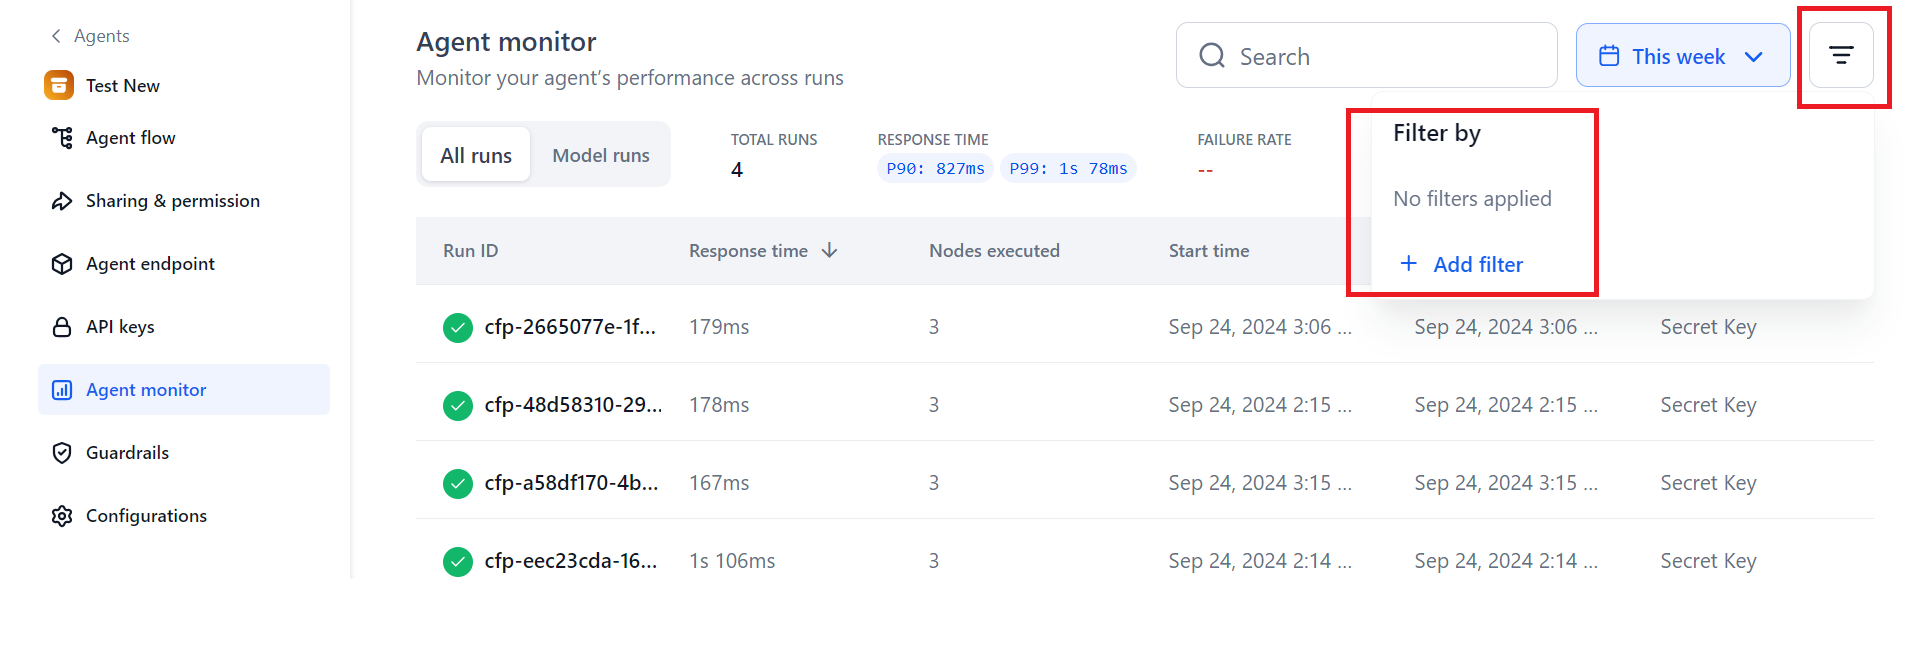 Agents
Test New
Agent flow
Sharing & permission
Agent endpoint
API keys
Agent monitor
Guardrails
Configurations
Agent monitor
Monitor your agent's performance across runs
Search
This week
All runs
Model runs
TOTAL RUNS
4
RESPONSE TIME
P90: 827ms P99: 1s 78ms
FAILURE RATE
--
Filter by
No filters applied
+ Add filter
Run ID Response time Nodes executed Start time
cfp-2665077e-1f... 179ms 3 Sep 24, 2024 3:06 ... Sep 24, 2024 3:06 ... Secret Key
cfp-48d58310-29... 178ms 3 Sep 24, 2024 2:15 ... Sep 24, 2024 2:15 ... Secret Key
cfp-a58df170-4b... 167ms 3 Sep 24, 2024 3:15 ... Sep 24, 2024 3:15 ... Secret Key
cfp-eec23cda-16... 1s 106ms 3 Sep 24, 2024 2:14 ... Sep 24, 2024 2:14 ... Secret Key